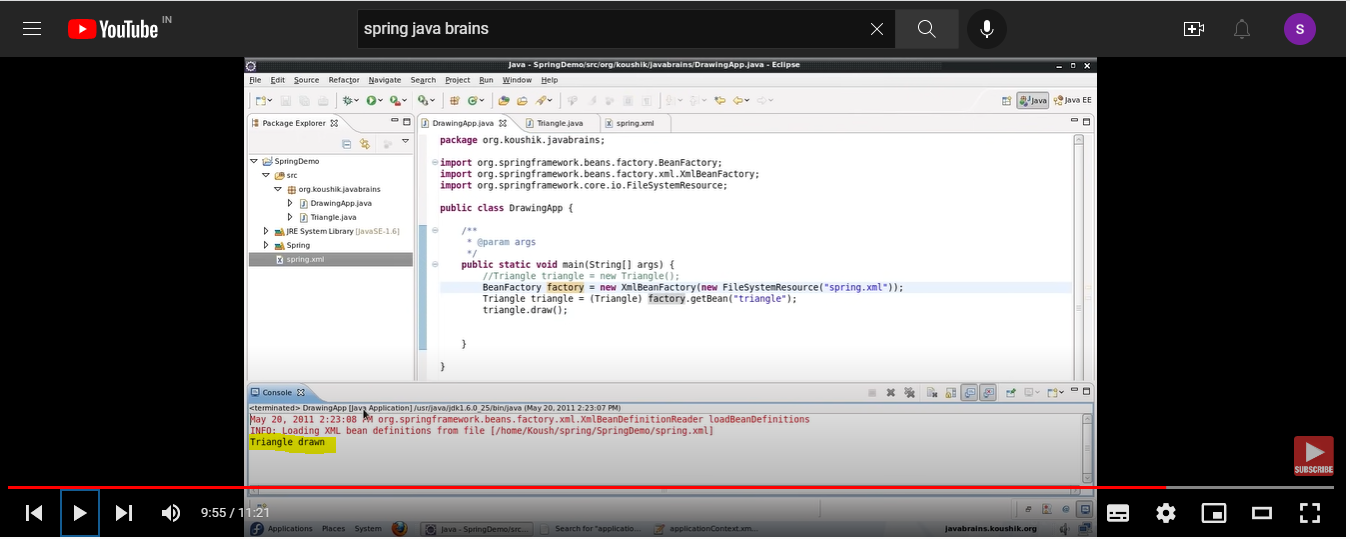 YouTube IN
spring java brains
S
Java - SpringDemo/src/org/koushik/javabrains/DrawingApp.java - Eclipse
File Edit Source Refactor Navigate Search Project Run Window Help
Java Java EE
Package Explorer
DrawingApp.java Triangle.java spring.xml
SpringDemo
src
org.koushik.javabrains
DrawingApp.java
Triangle.java
JRE System Library [JavaSE-1.6]
Spring
spring.xml
package org.koushik.javabrains;
import org.springframework.beans.factory.BeanFactory;
import org.springframework.beans.factory.xml.XmlBeanFactory;
import org.springframework.core.io.FileSystemResource;
public class DrawingApp {
/**
* @param args
*/
public static void main(String[] args) {
//Triangle triangle = new Triangle();
BeanFactory factory = new XmlBeanFactory(new FileSystemResource("spring.xml"));
Triangle triangle = (Triangle) factory.getBean("triangle");
triangle.draw();
}
}
Console
<terminated> DrawingApp [Java Application] /usr/java/jdk1.6.0_25/bin/java (May 20, 2011 2:23:07 PM)
May 20, 2011 2:23:08 PM org.springframework.beans.factory.xml.XmlBeanDefinitionReader loadBeanDefinitions
INFO: Loading XML bean definitions from file [/home/Koush/spring/SpringDemo/spring.xml]
Triangle drawn
SUBSCRIBE
9:55 / 11:21
Applications Places System Java - SpringDemo/src... Search for "applicatio... applicationContext.xm... javabrains.koushik.org